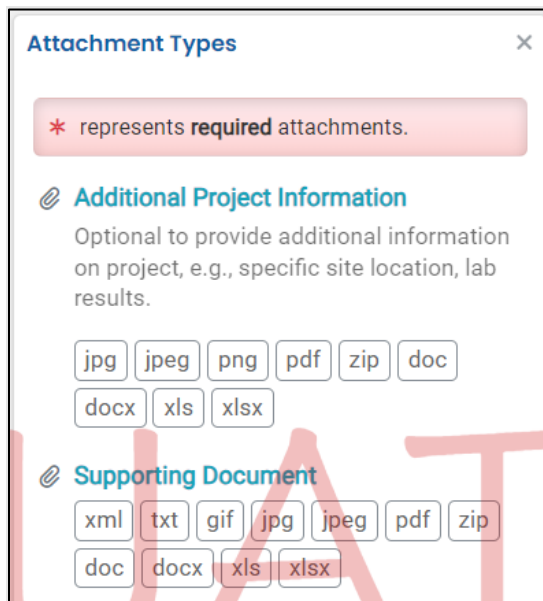 Attachment Types ×
* represents required attachments.
Additional Project Information
Optional to provide additional information
on project, e.g., specific site location, lab
results.
jpg jpeg png pdf zip doc
docx xls xlsx
Supporting Document
xml txt gif jpg jpeg pdf zip
doc docx xls xlsx
UAT